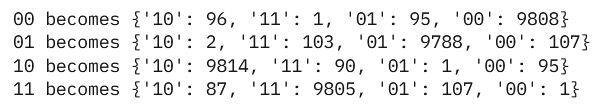 00 becomes {'10': 96, '11': 1, '01': 95, '00': 9808}
01 becomes {'10': 2, '11': 103, '01': 9788, '00': 107}
10 becomes {'10': 9814, '11': 90, '01': 1, '00': 95}
11 becomes {'10': 87, '11': 9805, '01': 107, '00': 1}